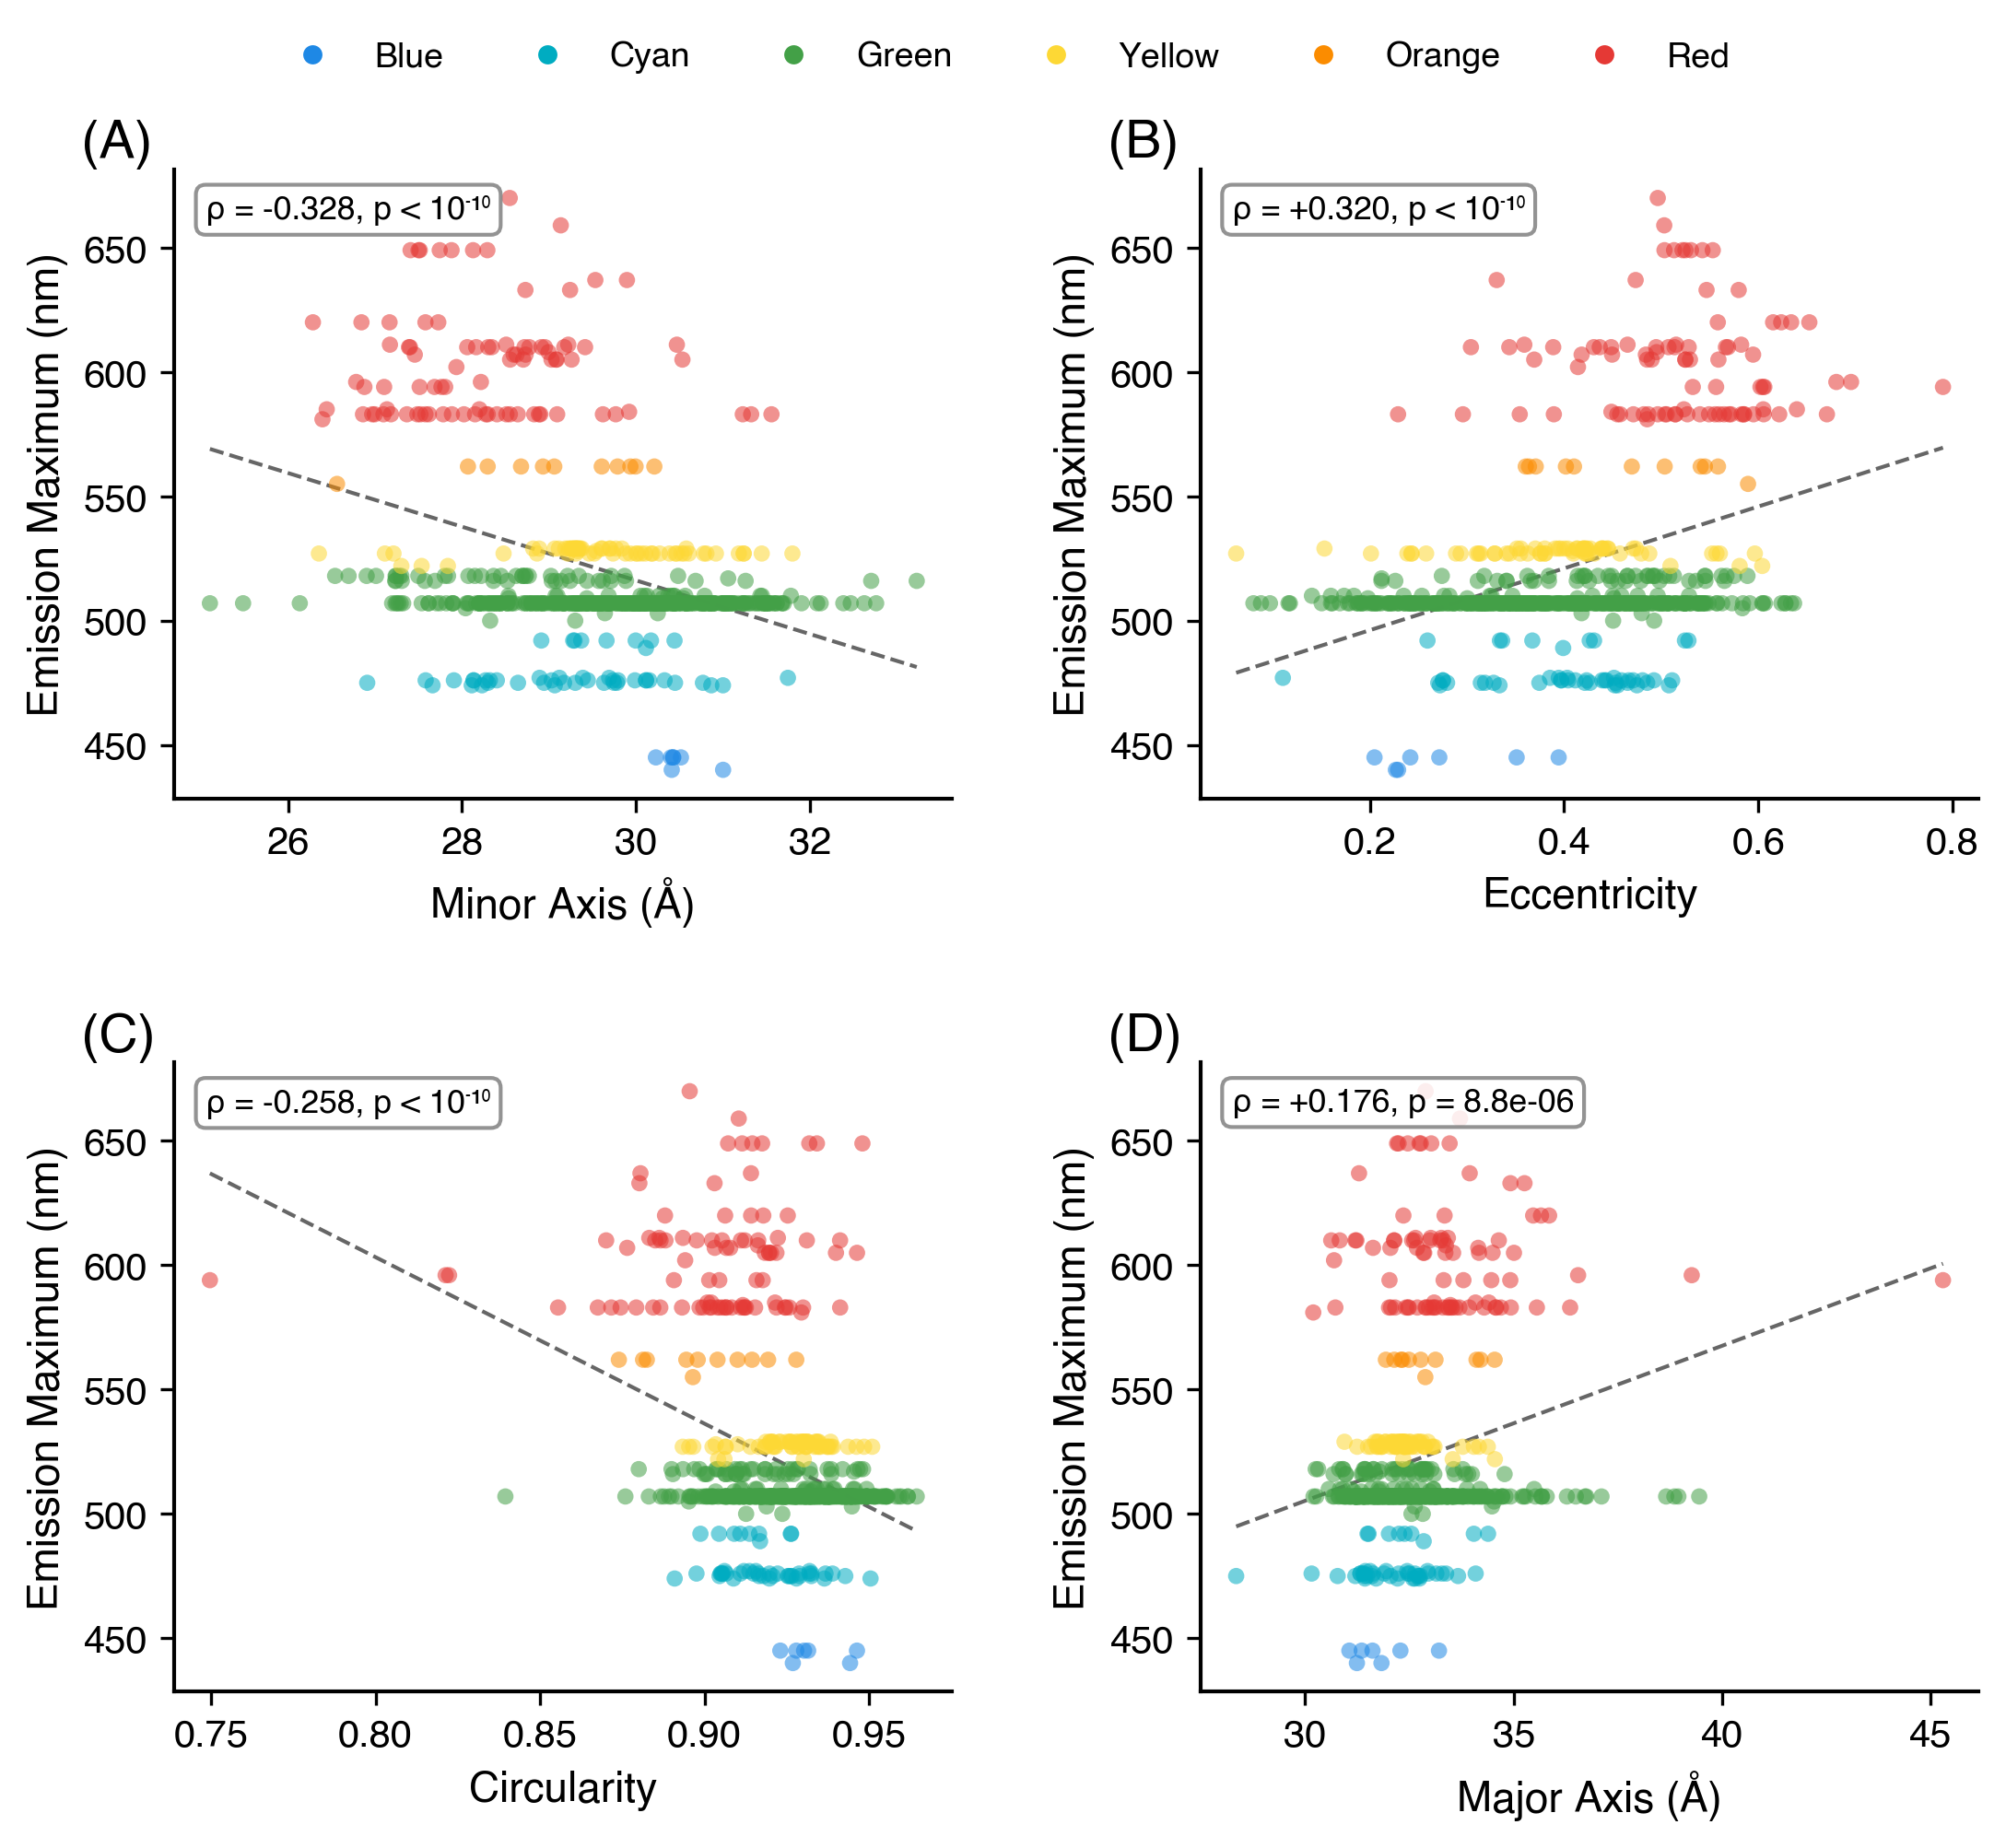 Blue Cyan Green Yellow Orange Red
(A)
ρ = -0.328, p < 10⁻¹⁰
Emission Maximum (nm)
650
600
550
500
450
26 28 30 32
Minor Axis (Å)
(B)
ρ = +0.320, p < 10⁻¹⁰
Emission Maximum (nm)
650
600
550
500
450
0.2 0.4 0.6 0.8
Eccentricity
(C)
ρ = -0.258, p < 10⁻¹⁰
Emission Maximum (nm)
650
600
550
500
450
0.75 0.80 0.85 0.90 0.95
Circularity
(D)
ρ = +0.176, p = 8.8e-06
Emission Maximum (nm)
650
600
550
500
450
30 35 40 45
Major Axis (Å)